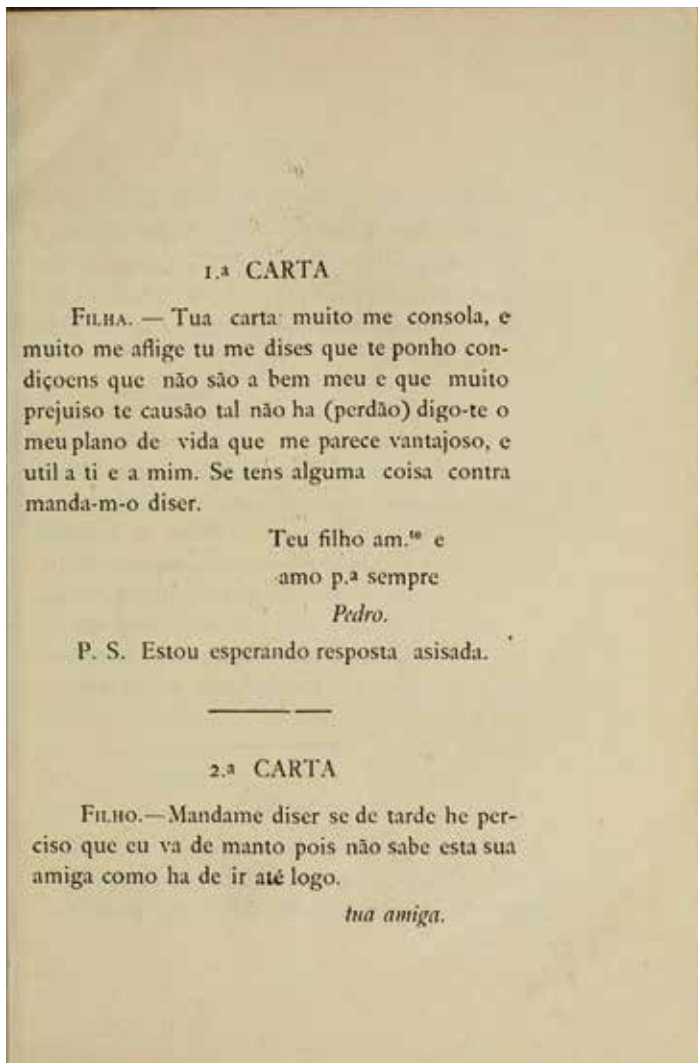 1.ª CARTA
FILHA. — Tua carta muito me consola, e
muito me aflige tu me dises que te ponho con-
diçoens que não são a bem meu e que muito
prejuiso te causão tal não ha (perdão) digo-te o
meu plano de vida que me parece vantajoso, e
util a ti e a mim. Se tens alguma coisa contra
manda-m-o diser.
Teu filho am.te e
amo p.ª sempre
Pedro.
P. S. Estou esperando resposta asisada.
2.ª CARTA
FILHO.—Mandame diser se de tarde he per-
ciso que eu va de manto pois não sabe esta sua
amiga como ha de ir até logo.
tua amiga.